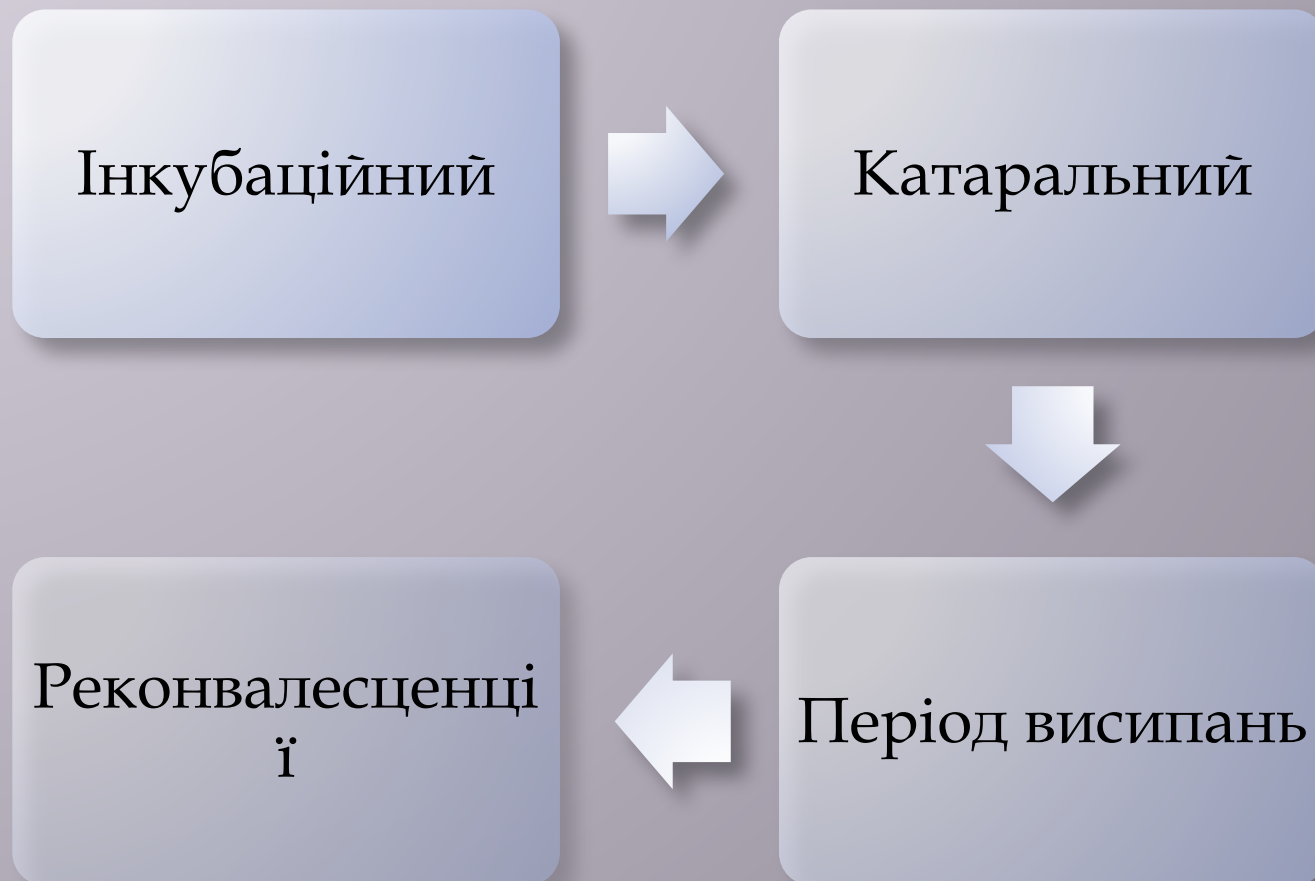 Інкубаційний
Катаральний
Період висипань
Реконвалесценці
ї